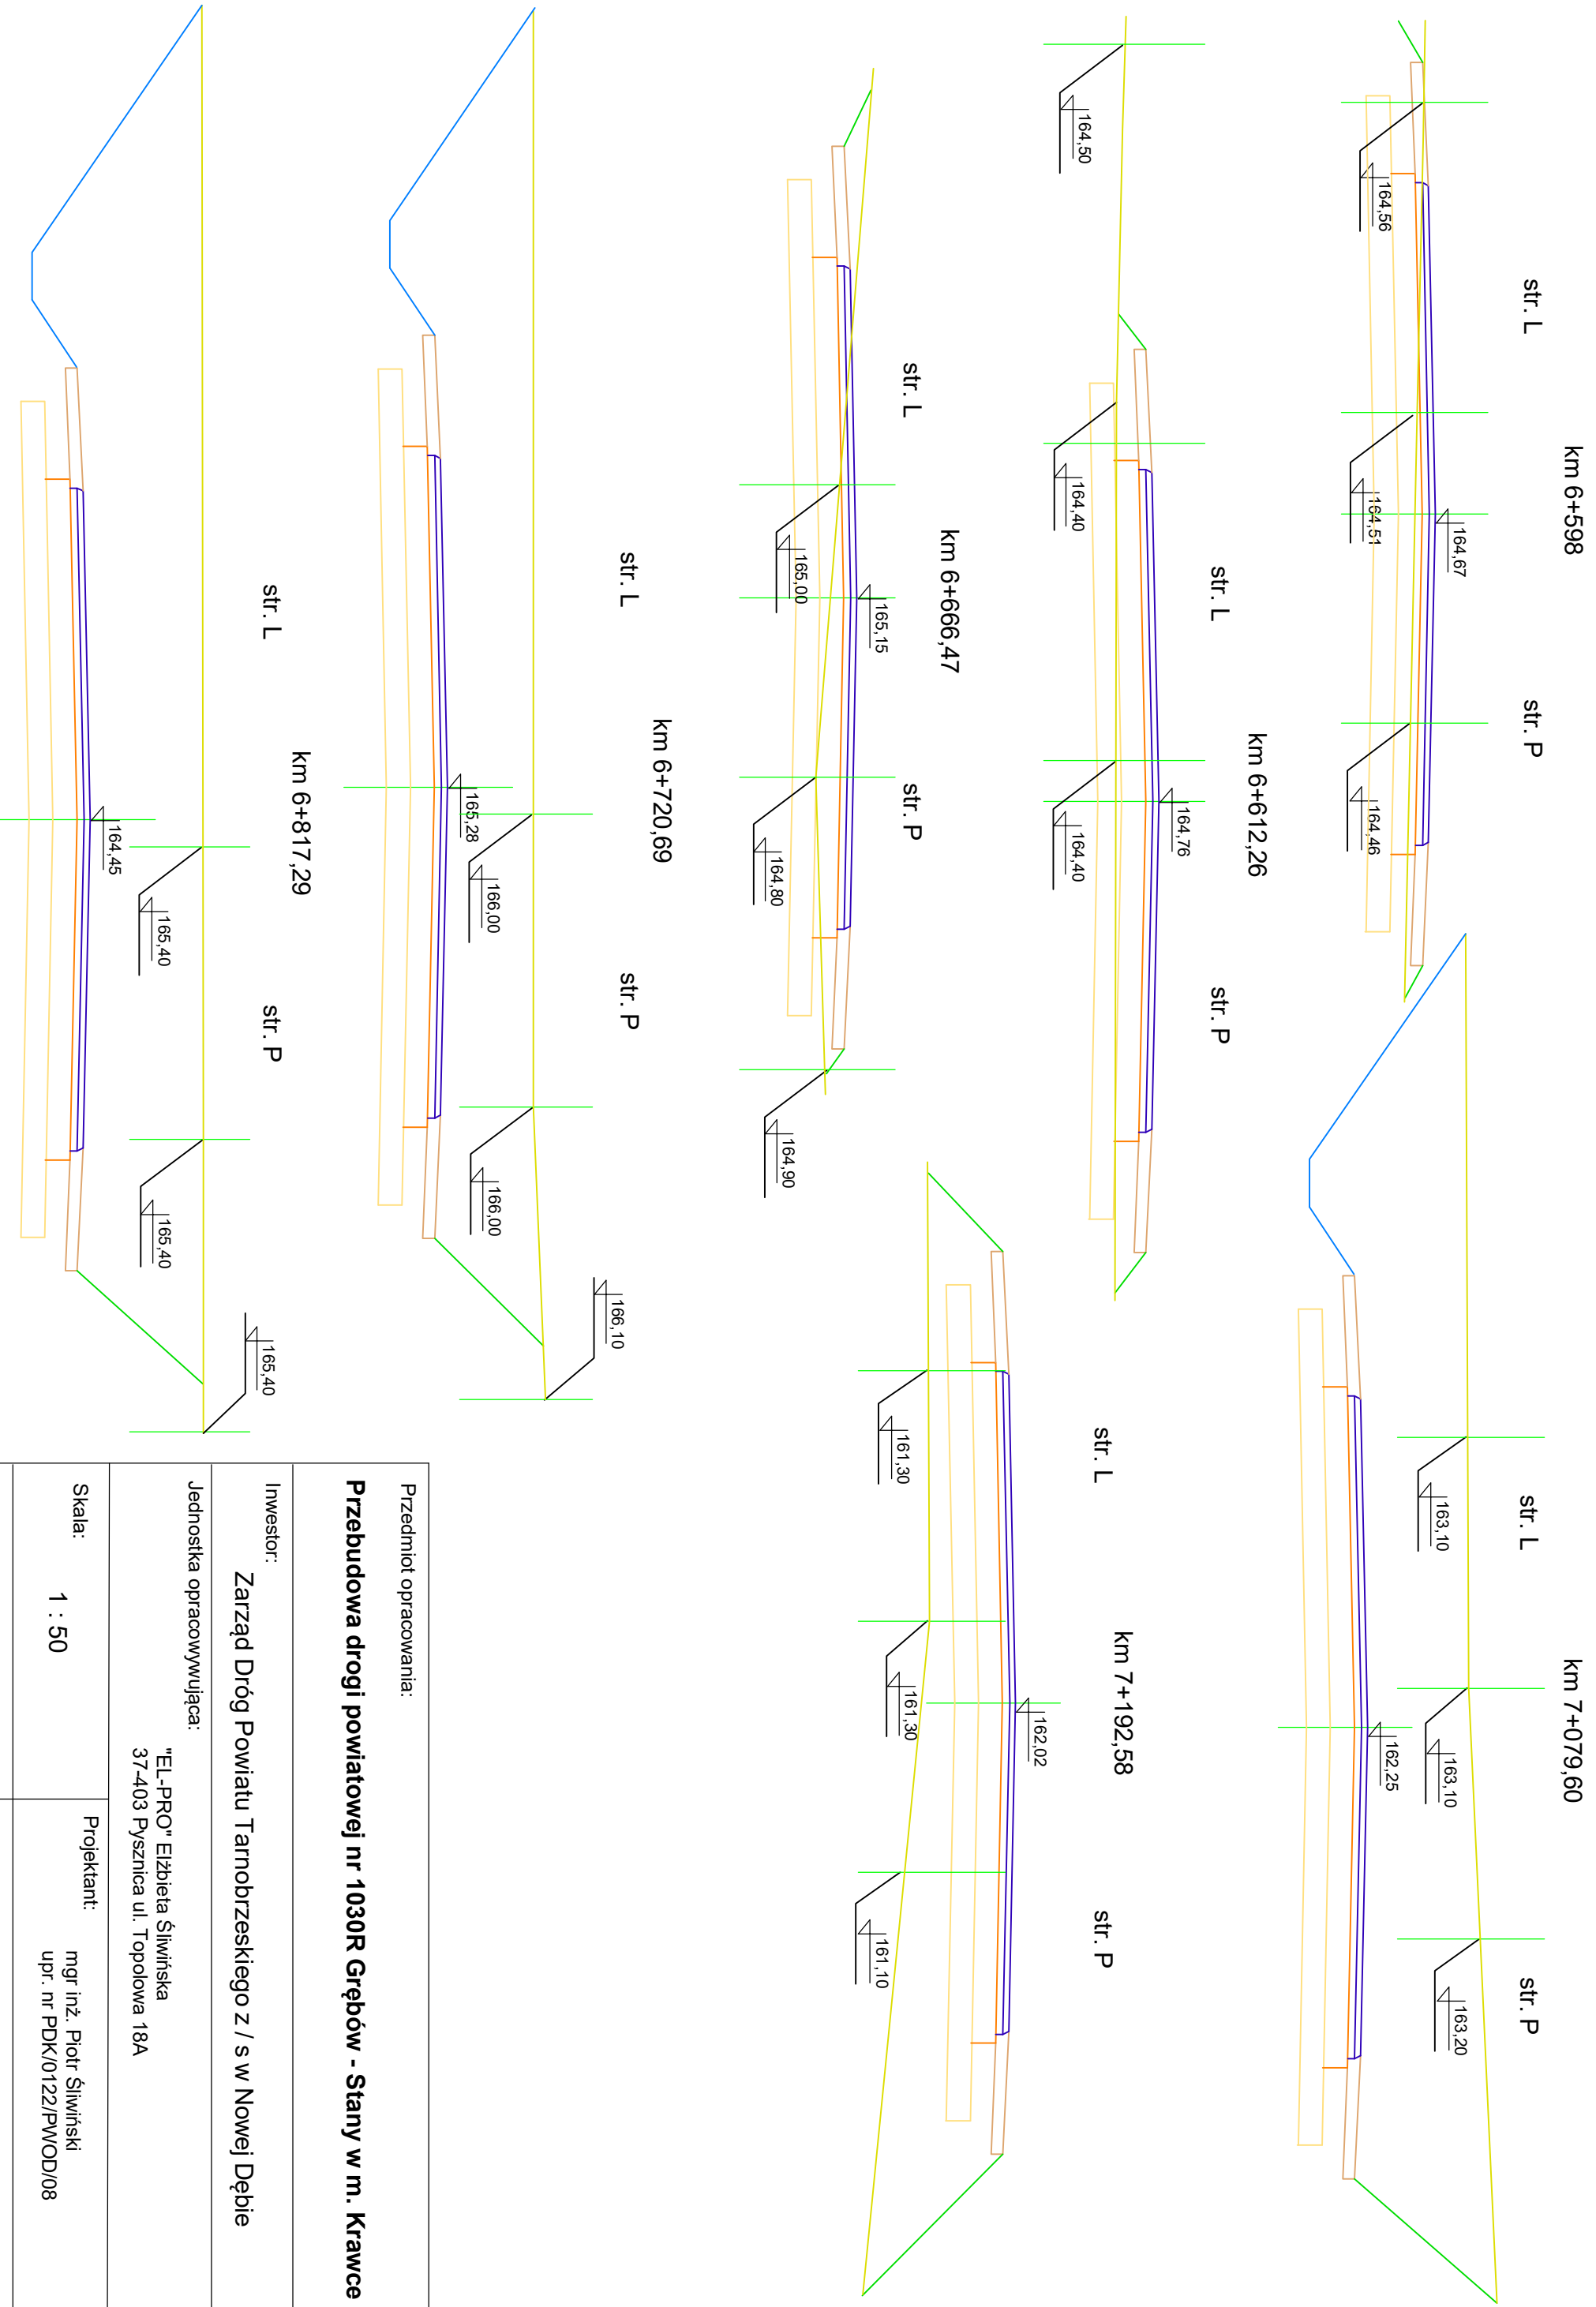 km 6+598
str. L
str. P
164,67
164,56
164,51
164,46
km 6+612,26
str. L
str. P
164,76
164,50
164,40
164,40
km 6+666,47
str. L
str. P
165,15
165,00
164,80
164,90
km 6+720,69
str. L
str. P
165,28
166,00
166,00
166,10
km 6+817,29
str. L
str. P
164,45
165,40
165,40
165,40
km 7+079,60
str. L
str. P
163,10
163,10
163,20
162,25
km 7+192,58
str. L
str. P
162,02
161,30
161,30
161,10
Przedmiot opracowania:
Przebudowa drogi powiatowej nr 1030R Grębów - Stany w m. Krawce
Inwestor:
Zarząd Dróg Powiatu Tarnobrzeskiego z / s w Nowej Dębie
Jednostka opracowywująca:
"EL-PRO" Elżbieta Śliwińska
37-403 Pysznica ul. Topolowa 18A
Skala:
1 : 50
Projektant:
mgr inż. Piotr Śliwiński
upr. nr PDK/0122/PWOD/08